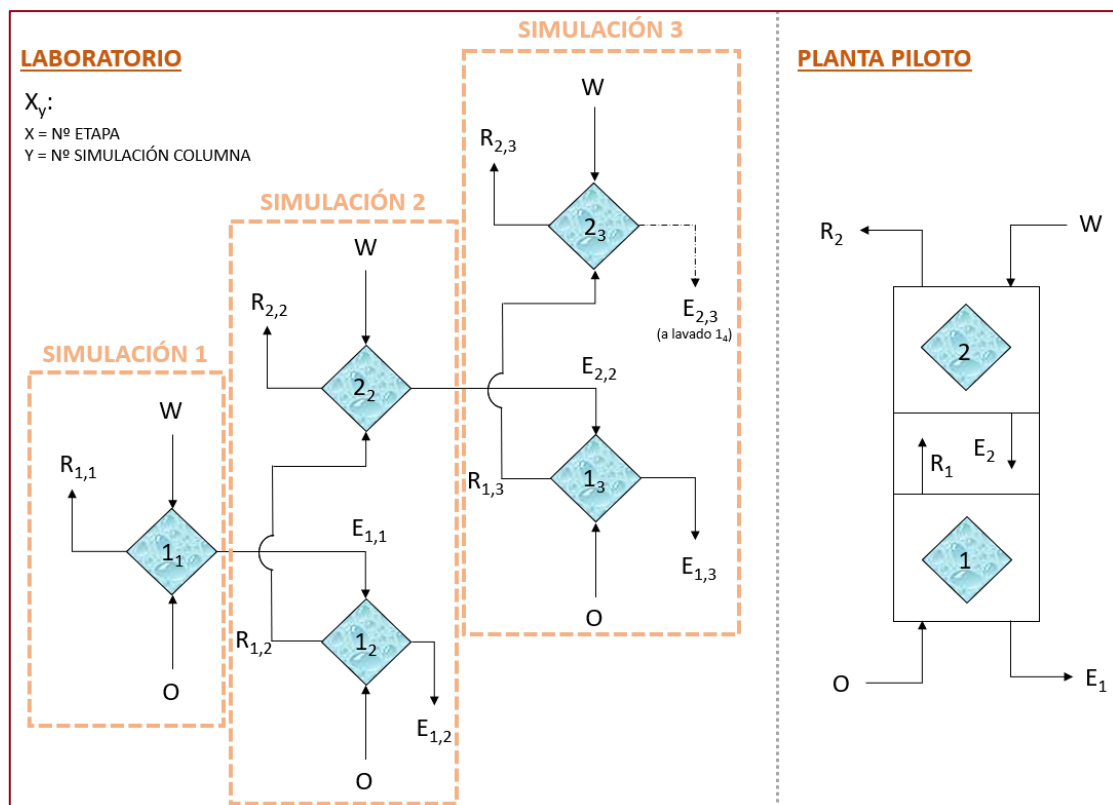 LABORATORIO
Xy:
X = Nº ETAPA
Y = Nº SIMULACIÓN COLUMNA
SIMULACIÓN 1
W
R1,1
11
O
SIMULACIÓN 2
W
R2,2
22
E1,1
R1,2
12
E1,2
O
SIMULACIÓN 3
W
R2,3
23
E2,3
(a lavado 14)
E2,2
R1,3
13
E1,3
O
PLANTA PILOTO
R2
W
2
R1
E2
1
O
E1